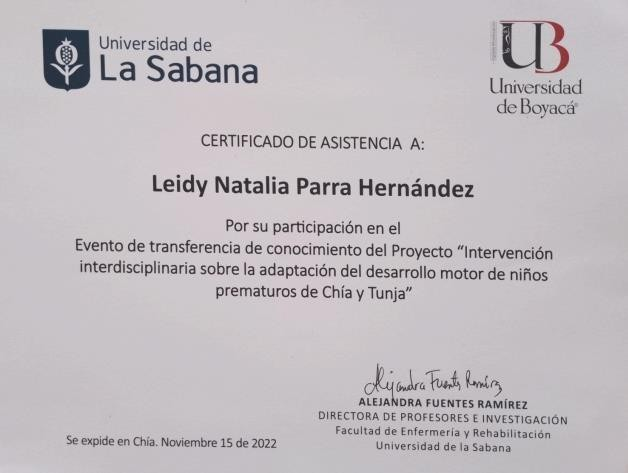 Universidad de
La Sabana
UB
Universidad
de Boyacá
CERTIFICADO DE ASISTENCIA A:
Leidy Natalia Parra Hernández
Por su participación en el
Evento de transferencia de conocimiento del Proyecto “Intervención
interdisciplinaria sobre la adaptación del desarrollo motor de niños
prematuros de Chía y Tunja”
Alejandra Fuentes Ramírez
ALEJANDRA FUENTES RAMÍREZ
DIRECTORA DE PROFESORES E INVESTIGACIÓN
Facultad de Enfermería y Rehabilitación
Universidad de la Sabana
Se expide en Chía. Noviembre 15 de 2022